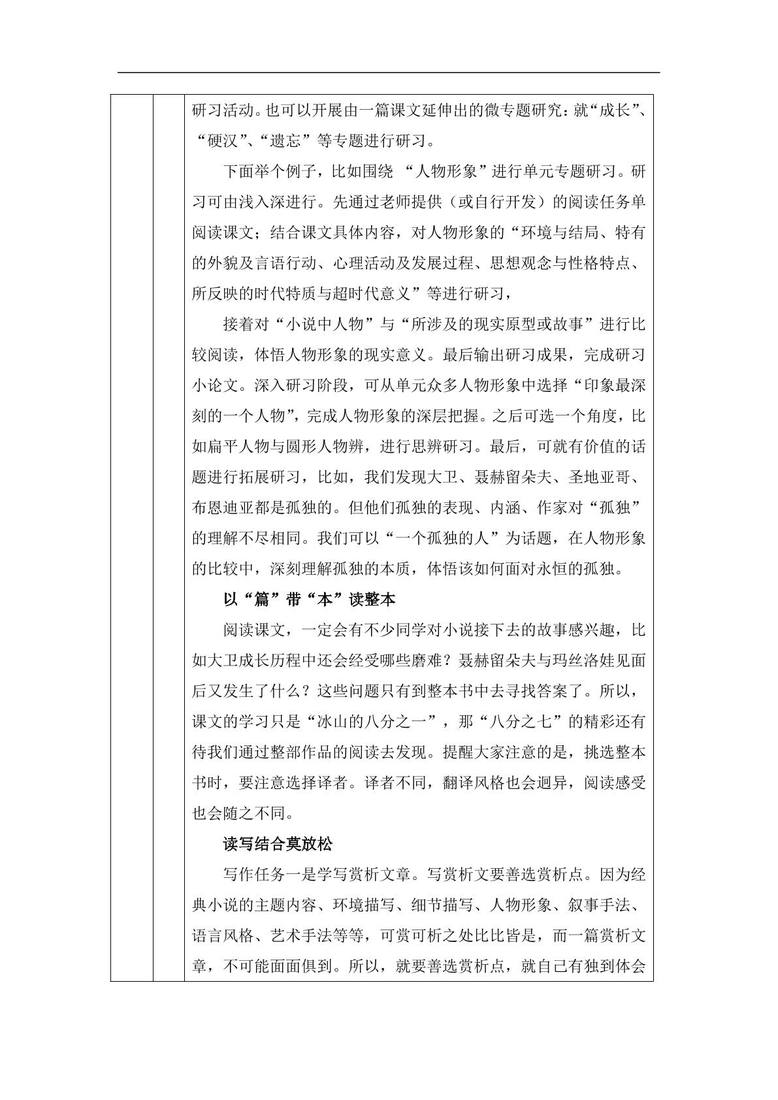 研习活动。也可以开展由一篇课文延伸出的微专题研究：就“成长”、
“硬汉”、“遗忘”等专题进行研习。
下面举个例子，比如围绕 “人物形象”进行单元专题研习。研
习可由浅入深进行。先通过老师提供（或自行开发）的阅读任务单
阅读课文；结合课文具体内容，对人物形象的“环境与结局、特有
的外貌及言语行动、心理活动及发展过程、思想观念与性格特点、
所反映的时代特质与超时代意义”等进行研习，
接着对“小说中人物”与“所涉及的现实原型或故事”进行比
较阅读，体悟人物形象的现实意义。最后输出研习成果，完成研习
小论文。深入研习阶段，可从单元众多人物形象中选择“印象最深
刻的一个人物”，完成人物形象的深层把握。之后可选一个角度，比
如扁平人物与圆形人物辨，进行思辨研习。最后，可就有价值的话
题进行拓展研习，比如，我们发现大卫、聂赫留朵夫、圣地亚哥、
布恩迪亚都是孤独的。但他们孤独的表现、内涵、作家对“孤独”
的理解不尽相同。我们可以“一个孤独的人”为话题，在人物形象
的比较中，深刻理解孤独的本质，体悟该如何面对永恒的孤独。
以“篇”带“本”读整本
阅读课文，一定会有不少同学对小说接下去的故事感兴趣，比
如大卫成长历程中还会经受哪些磨难？聂赫留朵夫与玛丝洛娃见面
后又发生了什么？这些问题只有到整本书中去寻找答案了。所以，
课文的学习只是“冰山的八分之一”，那“八分之七”的精彩还有
待我们通过整部作品的阅读去发现。提醒大家注意的是，挑选整本
书时，要注意选择译者。译者不同，翻译风格也会迥异，阅读感受
也会随之不同。
读写结合莫放松
写作任务一是学写赏析文章。写赏析文要善选赏析点。因为经
典小说的主题内容、环境描写、细节描写、人物形象、叙事手法、
语言风格、艺术手法等等，可赏可析之处比比皆是，而一篇赏析文
章，不可能面面俱到。所以，就要善选赏析点，就自己有独到体会